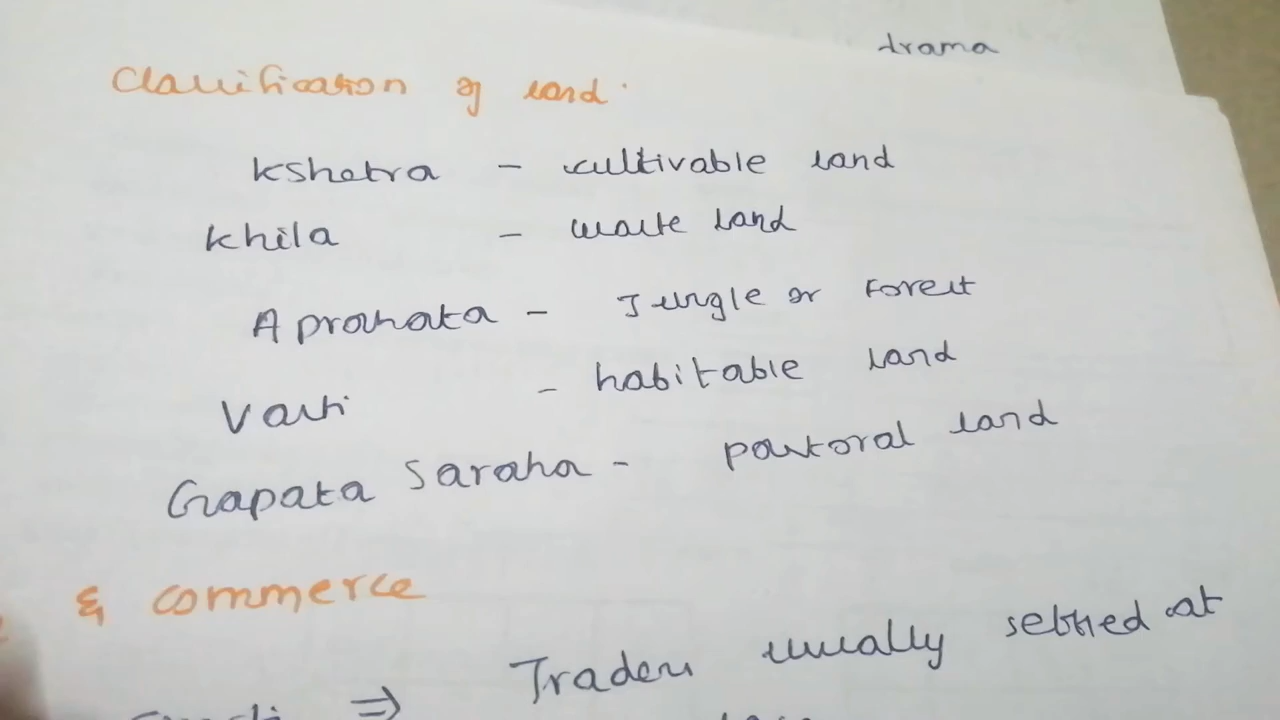 drama
Classification of land.
Kshetra - cultivable land
Khila - waste land
Aprahata - Jungle or Forest
Vasti - habitable land
Gapata Saraha - pastoral land
& commerce
⇒ Traders usually settled at